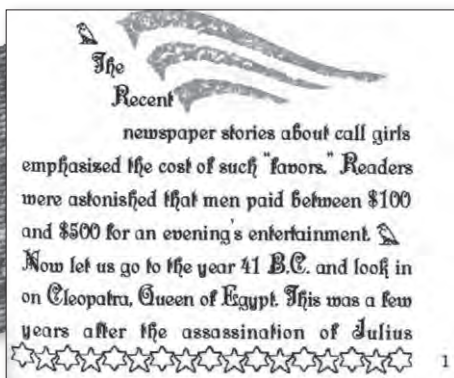 The
Recent
newspaper stories about call girls
emphasized the cost of such "favors." Readers
were astonished that men paid between $100
and $500 for an evening's entertainment.
Now let us go to the year 41 B.C. and look in
on Cleopatra, Queen of Egypt. This was a few
years after the assassination of Julius
1